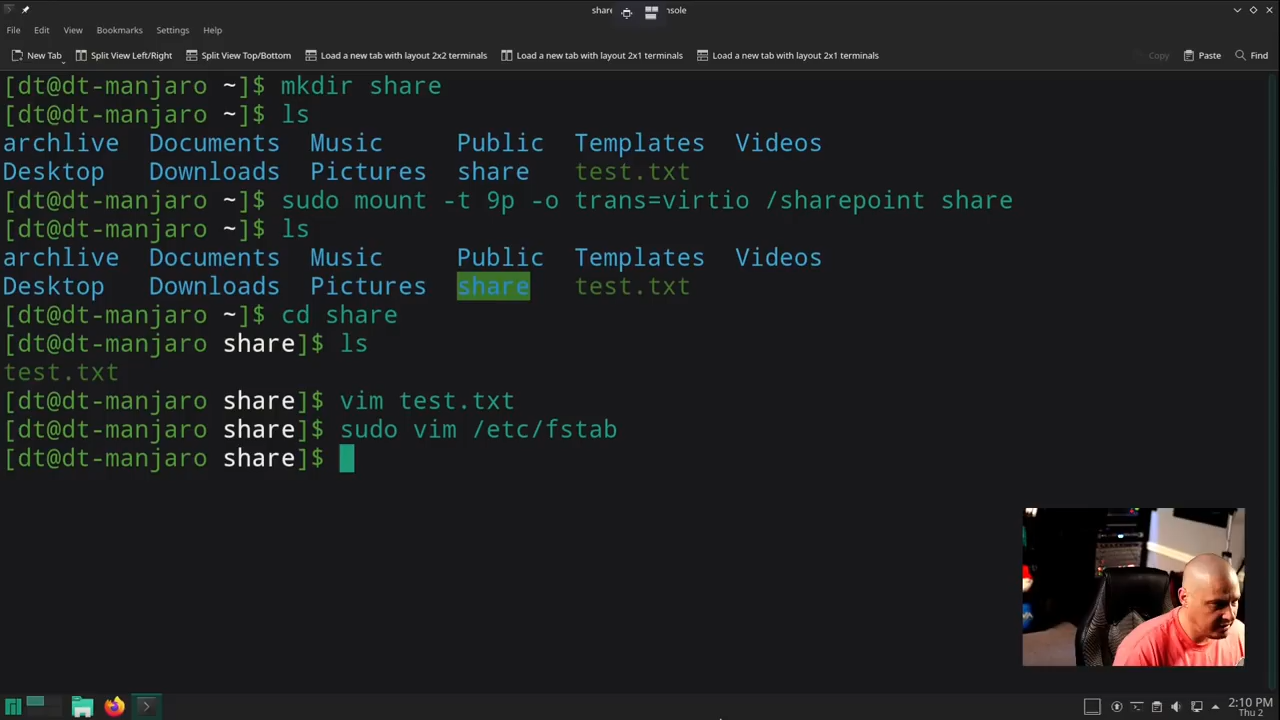 share nsole
File Edit View Bookmarks Settings Help
New Tab Split View Left/Right Split View Top/Bottom Load a new tab with layout 2x2 terminals Load a new tab with layout 2x1 terminals Load a new tab with layout 2x1 terminals Copy Paste Find
[dt@dt-manjaro ~]$ mkdir share
[dt@dt-manjaro ~]$ ls
archlive Documents Music Public Templates Videos
Desktop Downloads Pictures share test.txt
[dt@dt-manjaro ~]$ sudo mount -t 9p -o trans=virtio /sharepoint share
[dt@dt-manjaro ~]$ ls
archlive Documents Music Public Templates Videos
Desktop Downloads Pictures share test.txt
[dt@dt-manjaro ~]$ cd share
[dt@dt-manjaro share]$ ls
test.txt
[dt@dt-manjaro share]$ vim test.txt
[dt@dt-manjaro share]$ sudo vim /etc/fstab
[dt@dt-manjaro share]$
2:10 PM
Thu 2